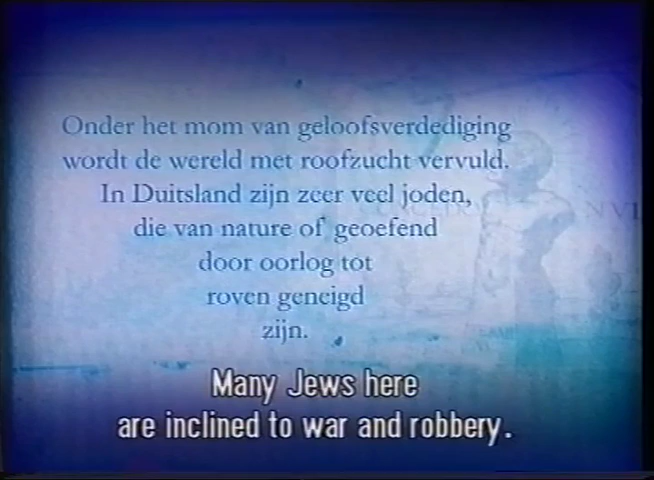 Onder het mom van geloofsverdediging
wordt de wereld met roofzucht vervuld.
In Duitsland zijn zeer veel joden,
die van nature of geoefend
door oorlog tot
roven geneigd
zijn.
Many Jews here
are inclined to war and robbery.